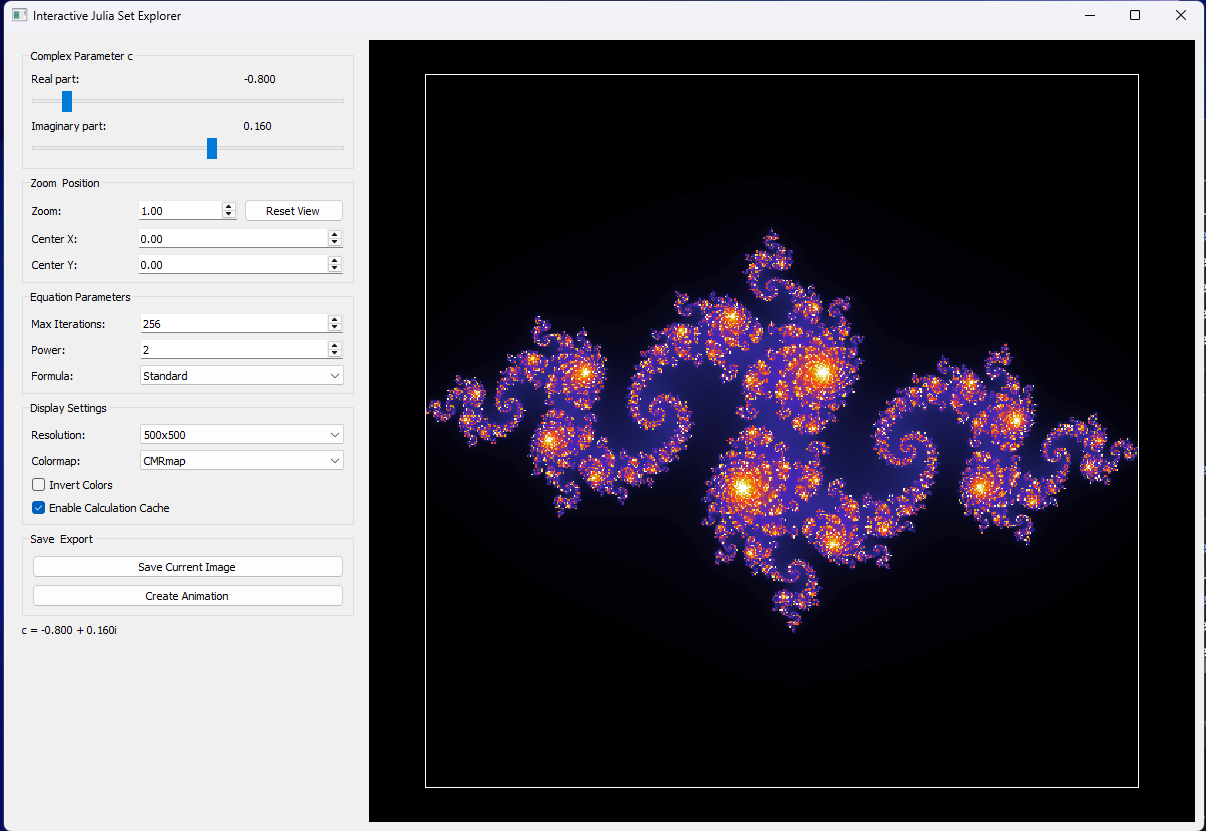 Interactive Julia Set Explorer
Complex Parameter c
Real part: -0.800
Imaginary part: 0.160
Zoom  Position
Zoom: 1.00 Reset View
Center X: 0.00
Center Y: 0.00
Equation Parameters
Max Iterations: 256
Power: 2
Formula: Standard
Display Settings
Resolution: 500x500
Colormap: CMRmap
Invert Colors
Enable Calculation Cache
Save  Export
Save Current Image
Create Animation
c = -0.800 + 0.160i